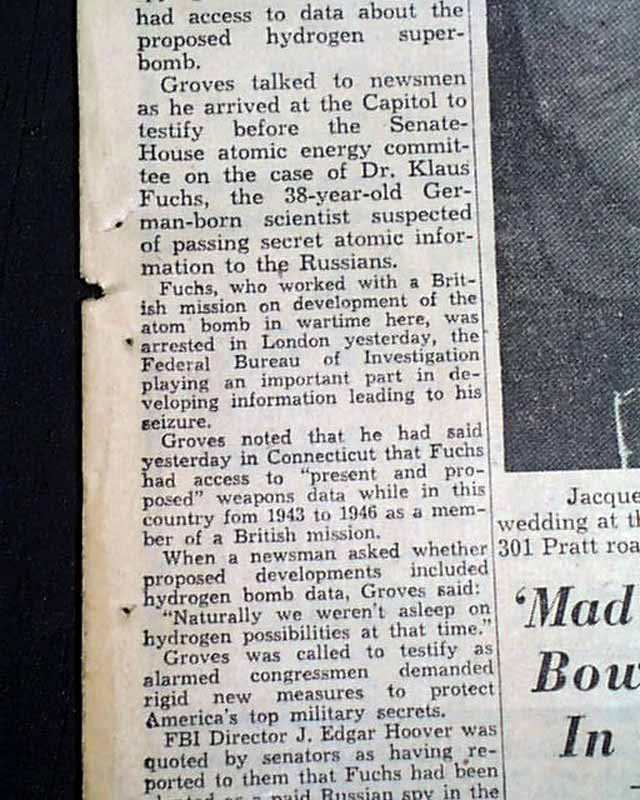 had access to data about the
proposed hydrogen super-
bomb.
Groves talked to newsmen
as he arrived at the Capitol to
testify before the Senate-
House atomic energy commit-
tee on the case of Dr. Klaus
Fuchs, the 38-year-old Ger-
man-born scientist suspected
of passing secret atomic infor-
mation to the Russians.
Fuchs, who worked with a Brit-
ish mission on development of the
atom bomb in wartime here, was
arrested in London yesterday, the
Federal Bureau of Investigation
playing an important part in de-
veloping information leading to his
seizure.
Groves noted that he had said
yesterday in Connecticut that Fuchs
had access to "present and pro-
posed" weapons data while in this
country fom 1943 to 1946 as a mem-
ber of a British mission.
When a newsman asked whether
proposed developments included
hydrogen bomb data, Groves said:
"Naturally we weren't asleep on
hydrogen possibilities at that time."
Groves was called to testify as
alarmed congressmen demanded
rigid new measures to protect
America's top military secrets.
FBI Director J. Edgar Hoover was
quoted by senators as having re-
ported to them that Fuchs had been
paid Russian spy in the
Jacque
wedding at th
301 Pratt roa
'Mad
Bow
In